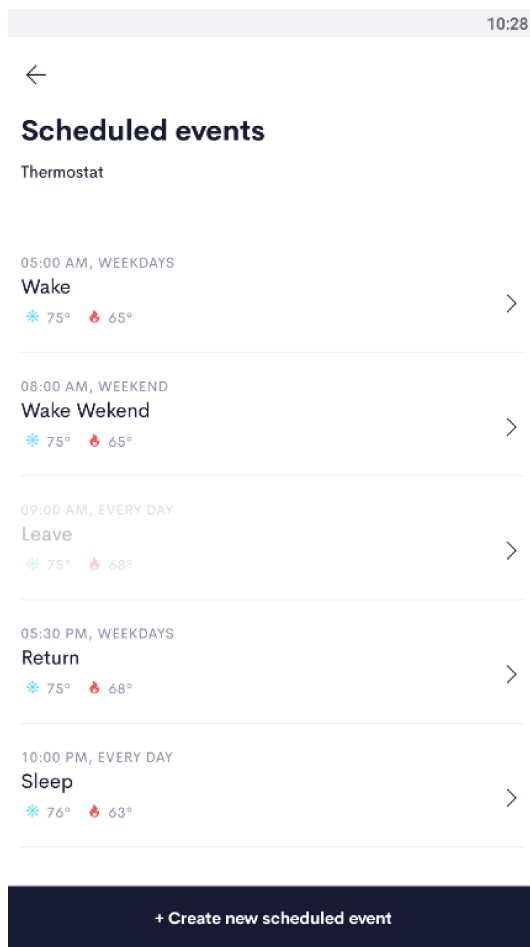 10:28
Scheduled events
Thermostat
05:00 AM, WEEKDAYS
Wake
75° 65°
08:00 AM, WEEKEND
Wake Wekend
75° 65°
09:00 AM, EVERY DAY
Leave
75° 68°
05:30 PM, WEEKDAYS
Return
75° 68°
10:00 PM, EVERY DAY
Sleep
76° 63°
+ Create new scheduled event